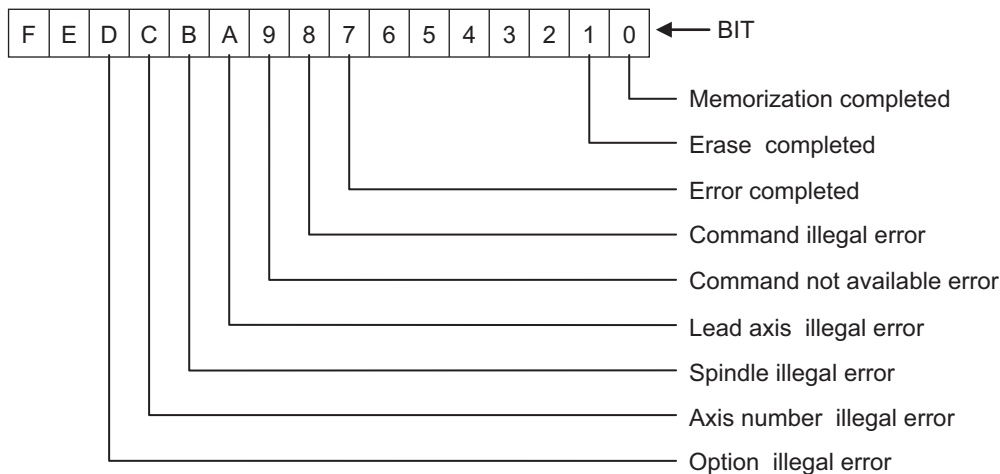 F E D C B A 9 8 7 6 5 4 3 2 1 0 BIT
Memorization completed
Erase completed
Error completed
Command illegal error
Command not available error
Lead axis illegal error
Spindle illegal error
Axis number illegal error
Option illegal error